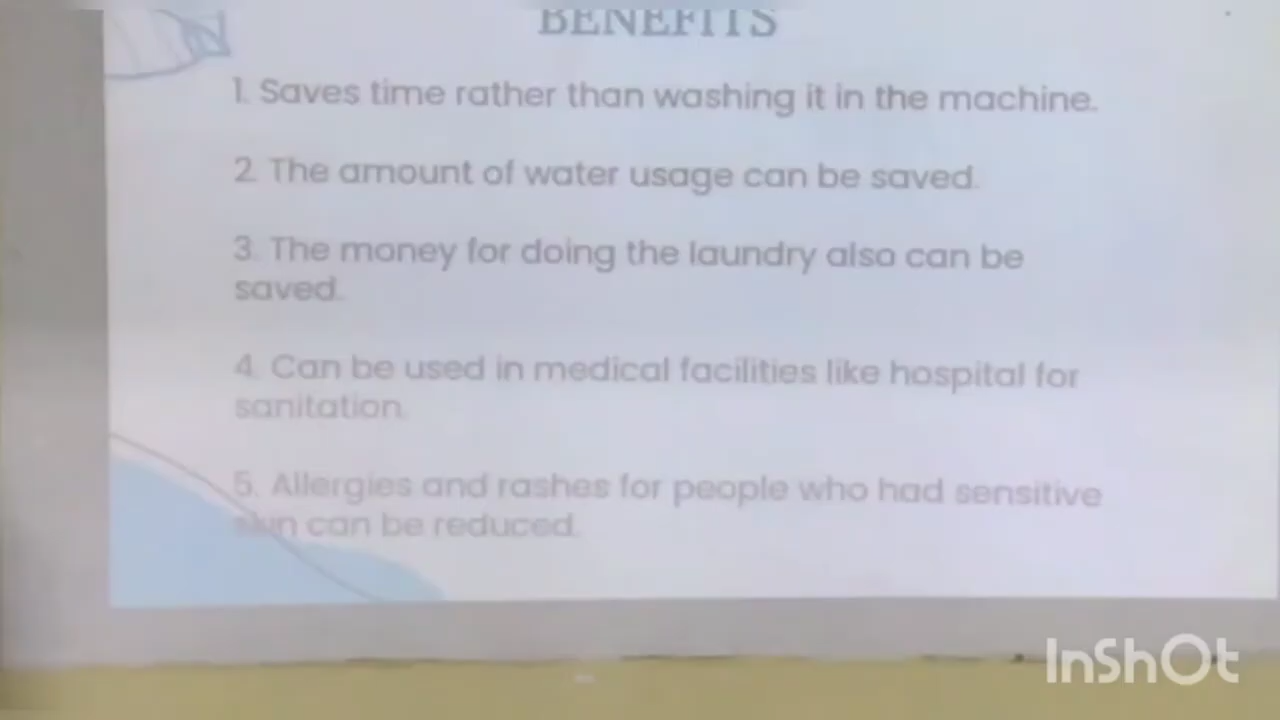 BENEFITS
1. Saves time rather than washing it in the machine.
2. The amount of water usage can be saved.
3. The money for doing the laundry also can be
saved.
4. Can be used in medical facilities like hospital for
sanitation.
5. Allergies and rashes for people who had sensitive
skin can be reduced.
InShOt